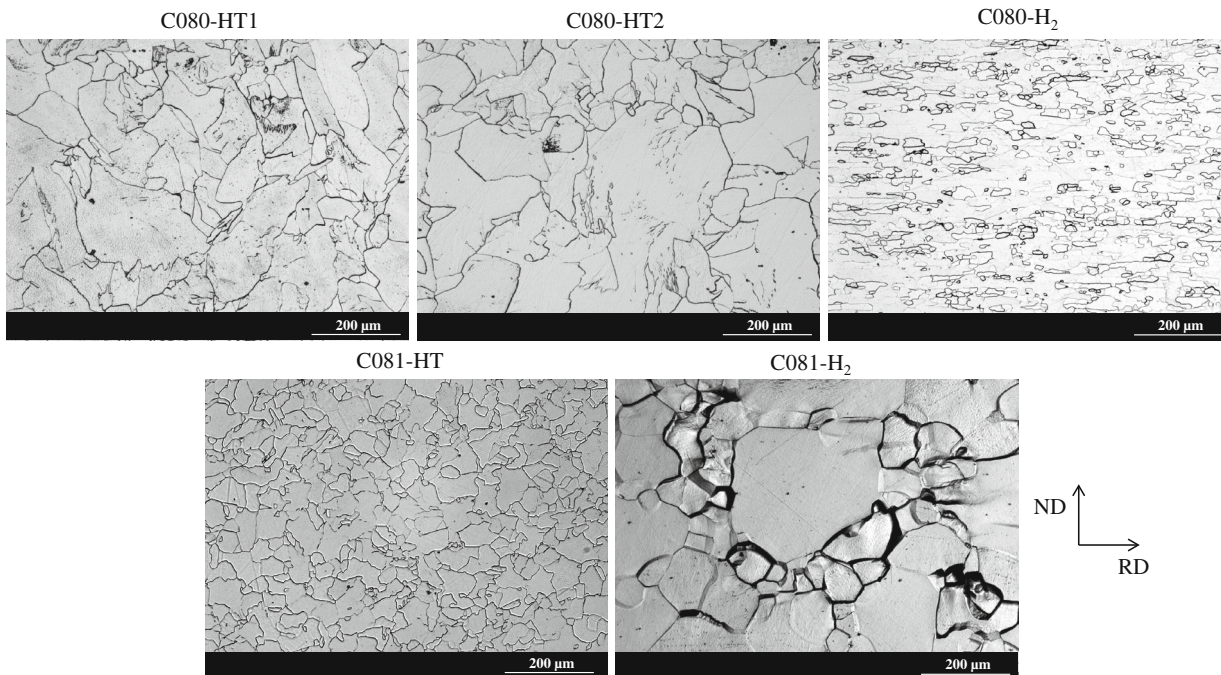 C080-HT1
C080-HT2
C080-H₂
200 µm
200 µm
200 µm
C081-HT
C081-H₂
ND
RD
200 µm
200 µm